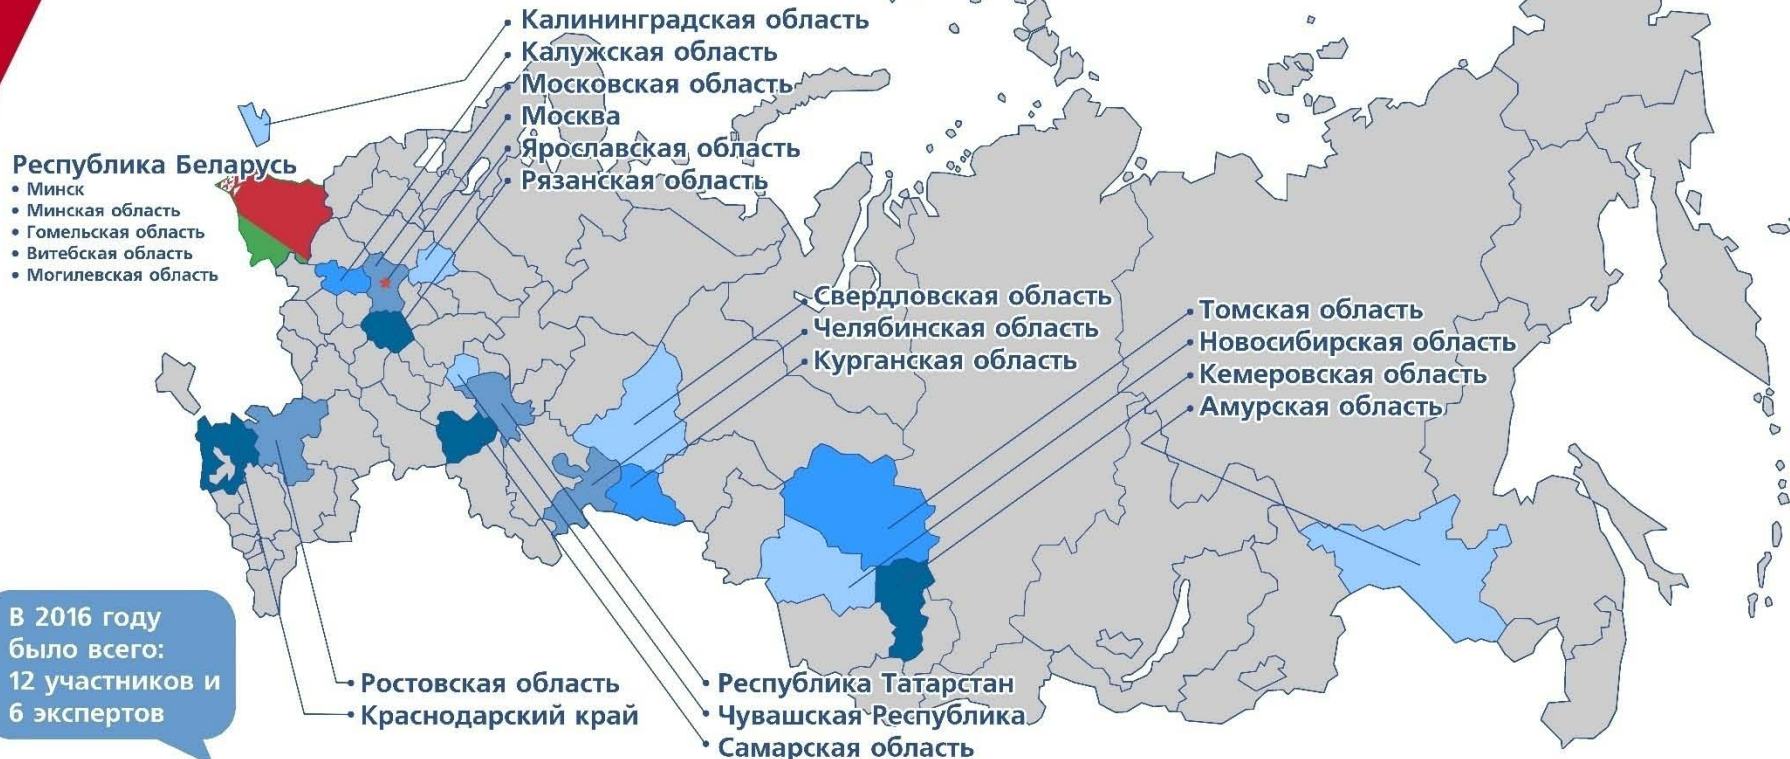 • Калининградская область
• Калужская область
• Московская область
• Москва
• Ярославская область
• Рязанская область
Республика Беларусь
• Минск
• Минская область
• Гомельская область
• Витебская область
• Могилевская область
• Свердловская область
• Челябинская область
• Курганская область
• Томская область
• Новосибирская область
• Кемеровская область
• Амурская область
В 2016 году
было всего:
12 участников и
6 экспертов
• Ростовская область
• Краснодарский край
• Республика Татарстан
• Чувашская Республика
• Самарская область